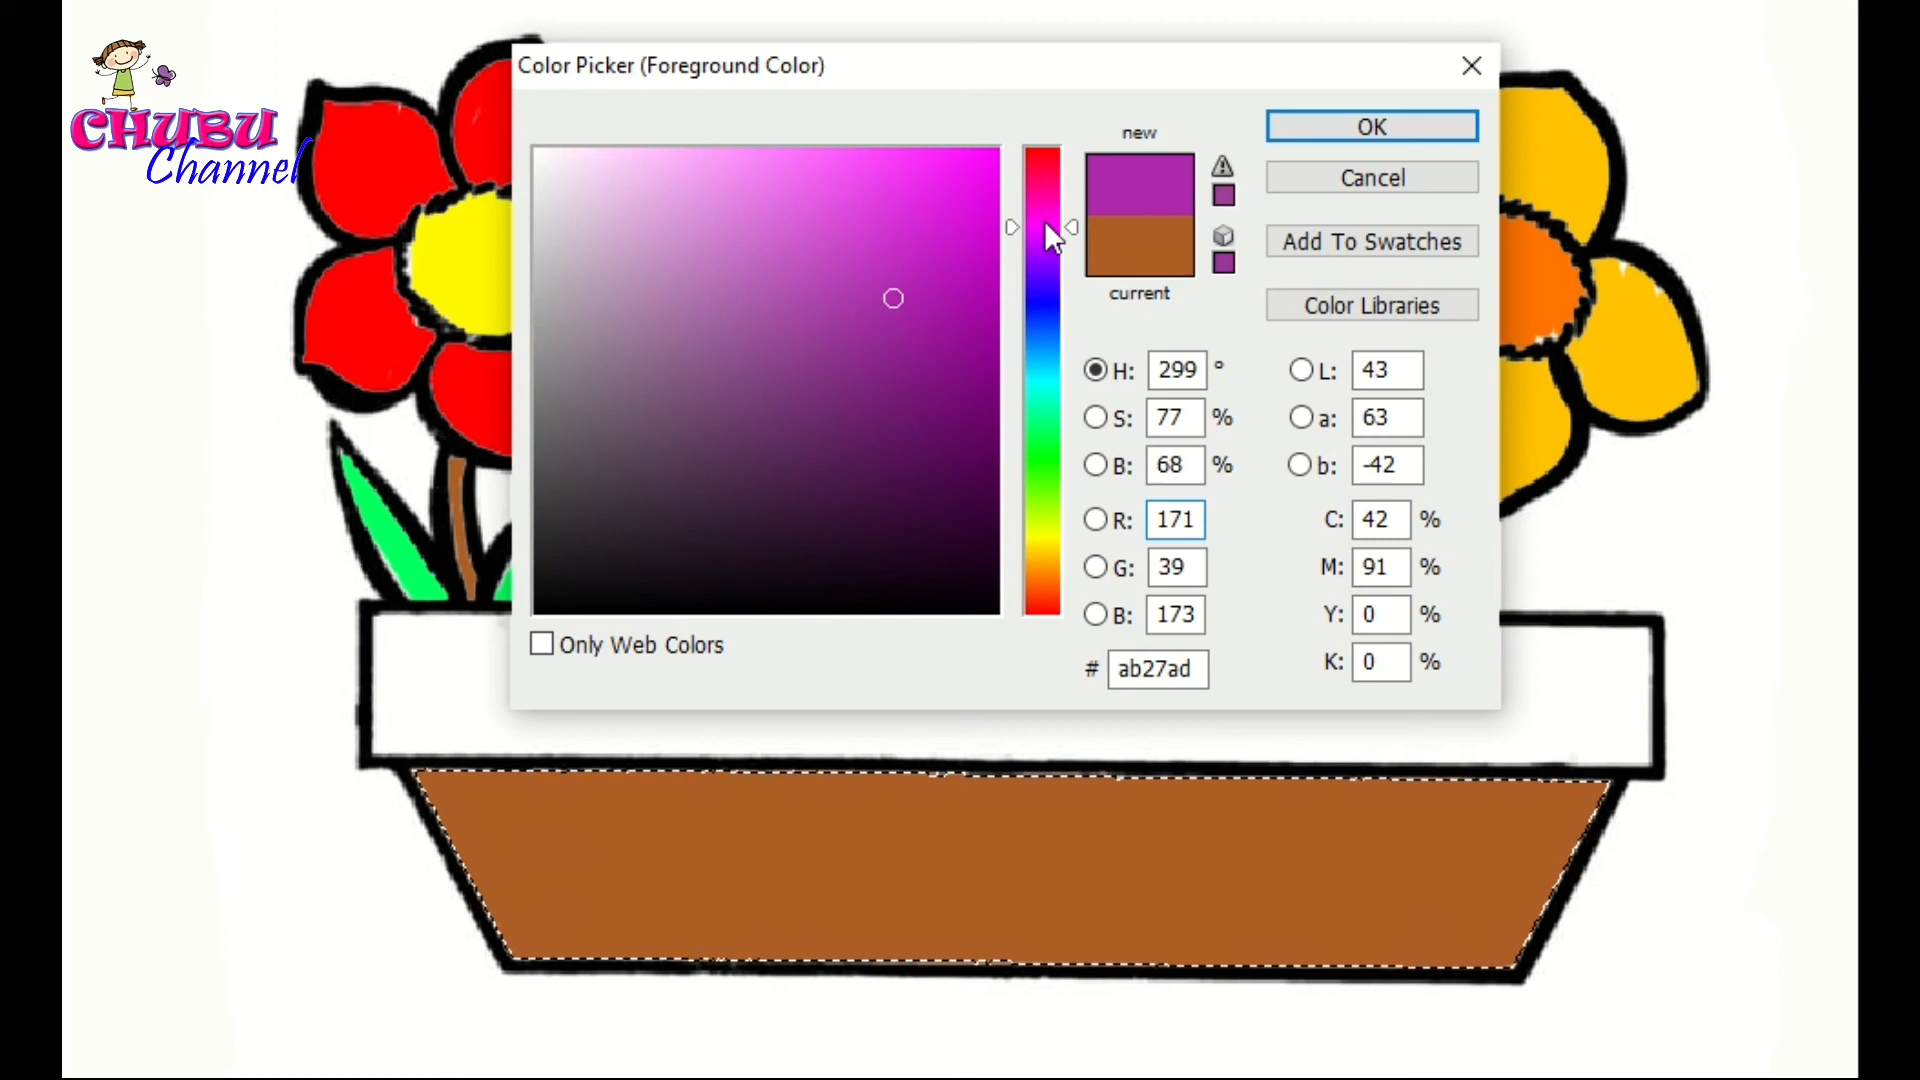 CHUBU
Channel
Color Picker (Foreground Color)
new
current
OK
Cancel
Add To Swatches
Color Libraries
H: 299 °
S: 77 %
B: 68 %
R: 171
G: 39
B: 173
# ab27ad
L: 43
a: 63
b: -42
C: 42 %
M: 91 %
Y: 0 %
K: 0 %
Only Web Colors